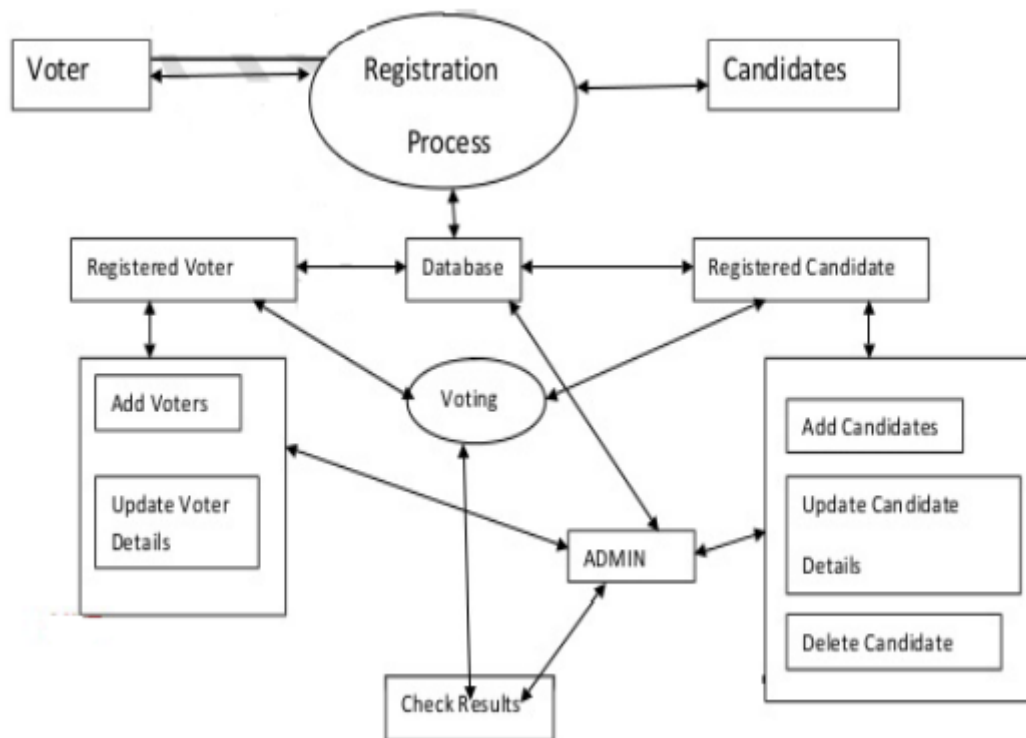 Voter
Registration
Process
Candidates
Registered Voter
Database
Registered Candidate
Add Voters
Voting
Add Candidates
Update Voter
Details
Update Candidate
Details
ADMIN
Delete Candidate
Check Results